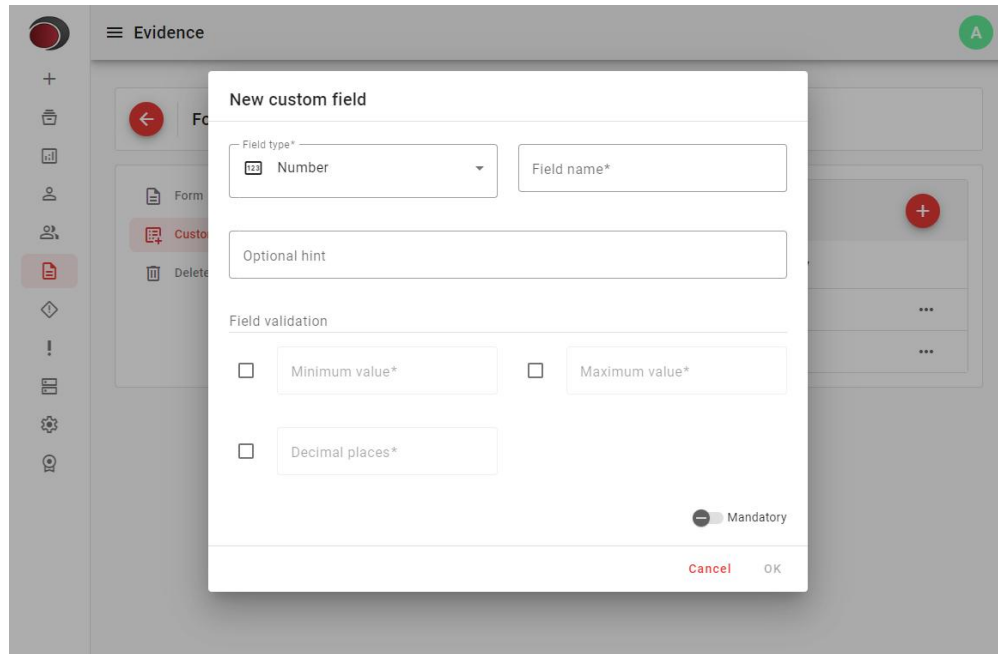 Evidence
A
New custom field
Fo
Field type*
123 Number
Field name*
Form
Custo
Delete
Optional hint
Field validation
Minimum value*
Maximum value*
Decimal places*
Mandatory
Cancel OK